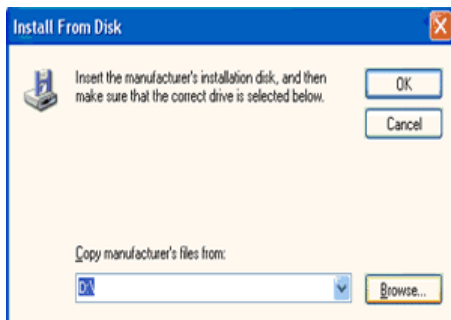 Install From Disk
Insert the manufacturer's installation disk, and then
make sure that the correct drive is selected below.
OK
Cancel
Copy manufacturer's files from:
D:\
Browse...